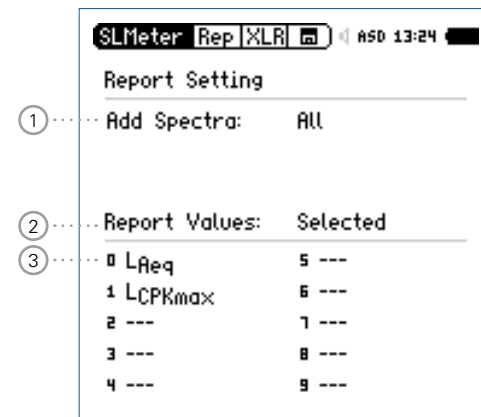 SLMeter Rep XLR ASD 13:24
Report Setting
1 Add Spectra: All
2 Report Values: Selected
3 0 LAeq 5 ---
1 LCPKmax 6 ---
2 --- 7 ---
3 --- 8 ---
4 --- 9 ---